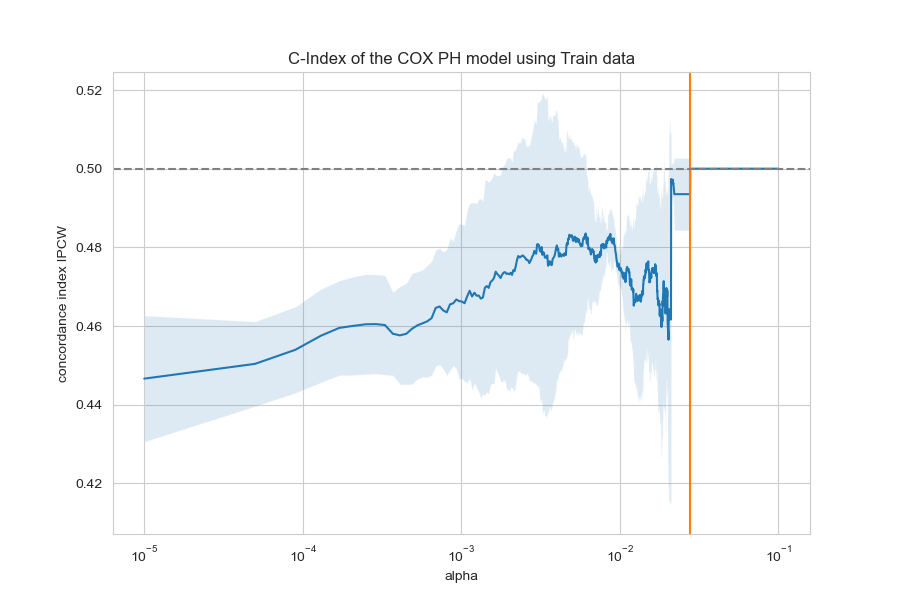 C-Index of the COX PH model using Train data
concordance index IPCW
0.52
0.50
0.48
0.46
0.44
0.42
10⁻⁵ 10⁻⁴ 10⁻³ 10⁻² 10⁻¹
alpha